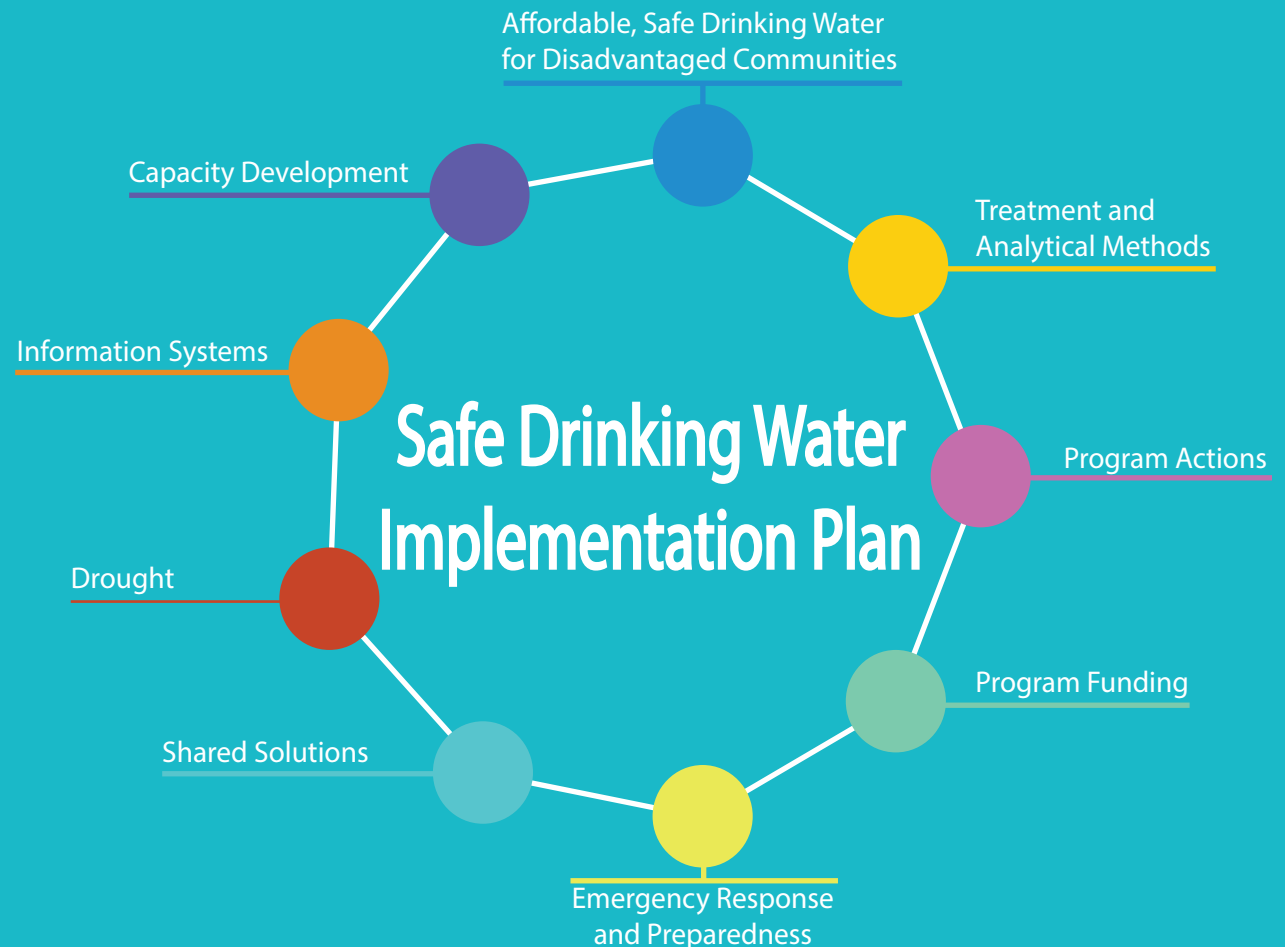 Affordable, Safe Drinking Water
for Disadvantaged Communities
Capacity Development
Treatment and
Analytical Methods
Information Systems
Safe Drinking Water
Implementation Plan
Program Actions
Drought
Program Funding
Shared Solutions
Emergency Response
and Preparedness